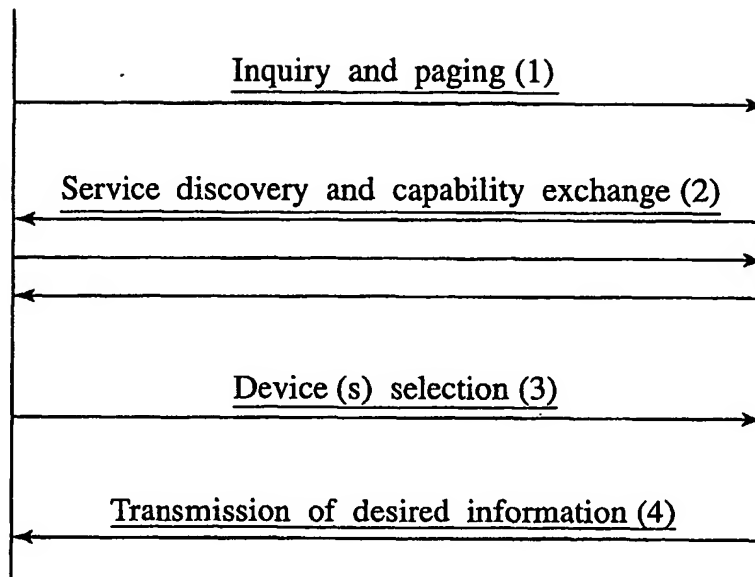 Inquiry and paging (1)
Service discovery and capability exchange (2)
Device (s) selection (3)
Transmission of desired information (4)